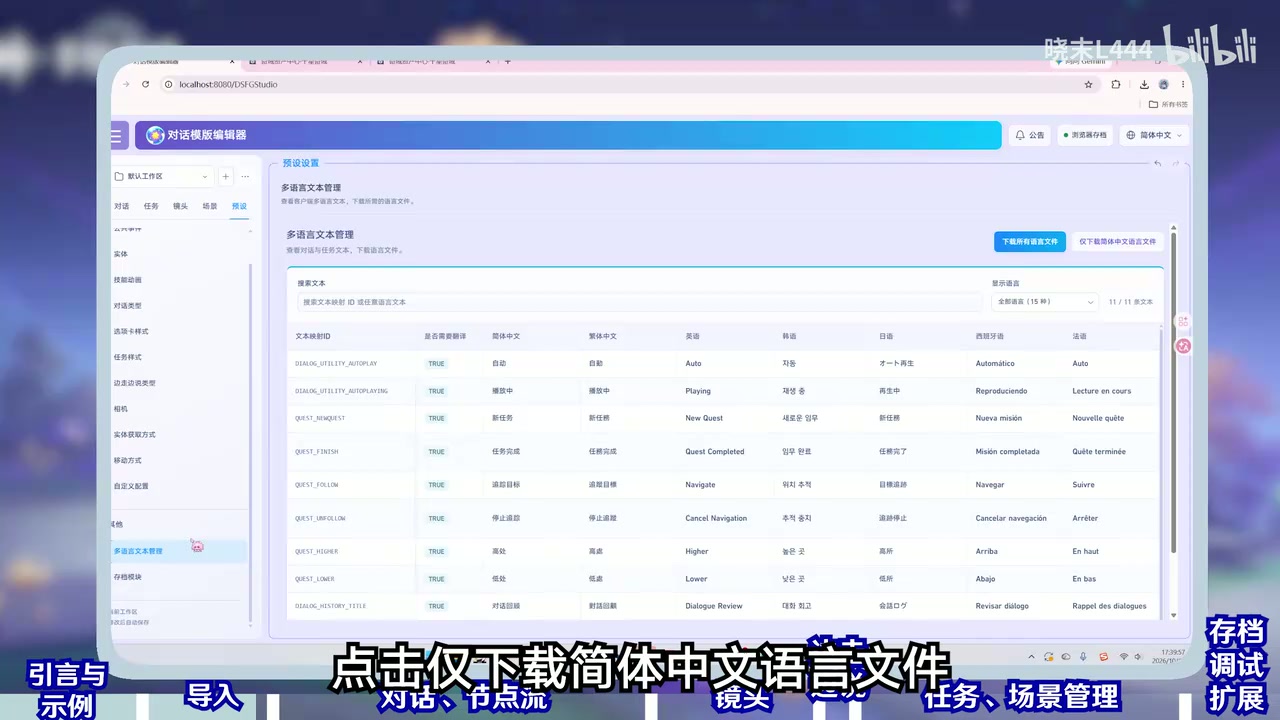 晓末L444 bilibili
localhost:8080/DSFGStudio
所有书签
对话模版编辑器
公告
浏览器存档
简体中文
默认工作区
对话 任务 镜头 场景 预设
公共事件
实体
技能动画
对话类型
选项卡样式
任务样式
边走边说类型
相机
实体获取方式
移动方式
自定义配置
其他
多语言文本管理
存档模块
预设设置
多语言文本管理
查看客户端多语言文本,下载所需的语言文件。
多语言文本管理
查看对话与任务文本,下载语言文件。
下载所有语言文件
仅下载简体中文语言文件
搜索文本
搜索文本映射 ID 或任意语言文本
显示语言
全部语言(15 种)
11 / 11 条文本
文本映射ID 是否需要翻译 简体中文 繁体中文 英语 韩语 日语 西班牙语 法语
DIALOG_UTILITY_AUTOPLAY TRUE 自动 自動 Auto 자동 オート再生 Automático Auto
DIALOG_UTILITY_AUTOPLAYING TRUE 播放中 播放中 Playing 재생 중 再生中 Reproduciendo Lecture en cours
QUEST_NEWQUEST TRUE 新任务 新任務 New Quest 새로운 임무 新任務 Nueva misión Nouvelle quête
QUEST_FINISH TRUE 任务完成 任務完成 Quest Completed 임무 완료 任務完了 Misión completada Quête terminée
QUEST_FOLLOW TRUE 追踪目标 追蹤目標 Navigate 위치 추적 目標追跡 Navegar Suivre
QUEST_UNFOLLOW TRUE 停止追踪 停止追蹤 Cancel Navigation 추적 중지 追跡停止 Cancelar navegación Arrêter
QUEST_HIGHER TRUE 高处 高處 Higher 높은 곳 高所 Arriba En haut
QUEST_LOWER TRUE 低处 低處 Lower 낮은 곳 低所 Abajo En bas
DIALOG_HISTORY_TITLE TRUE 对话回顾 對話回顧 Dialogue Review 대화 회고 会話ログ Revisar diálogo Rappel des dialogues
17:39:57
点击仅下载简体中文语言文件
引言与
示例
导入
对话、节点流
镜头
任务、场景管理
存档
调试
扩展